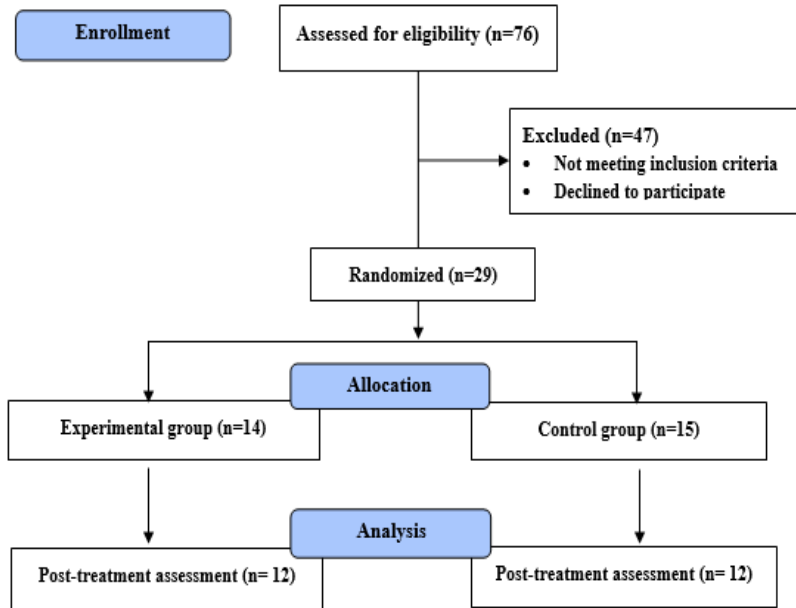 Enrollment
Assessed for eligibility (n=76)
Excluded (n=47)
• Not meeting inclusion criteria
• Declined to participate
Randomized (n=29)
Allocation
Experimental group (n=14)
Control group (n=15)
Analysis
Post-treatment assessment (n= 12)
Post-treatment assessment (n= 12)